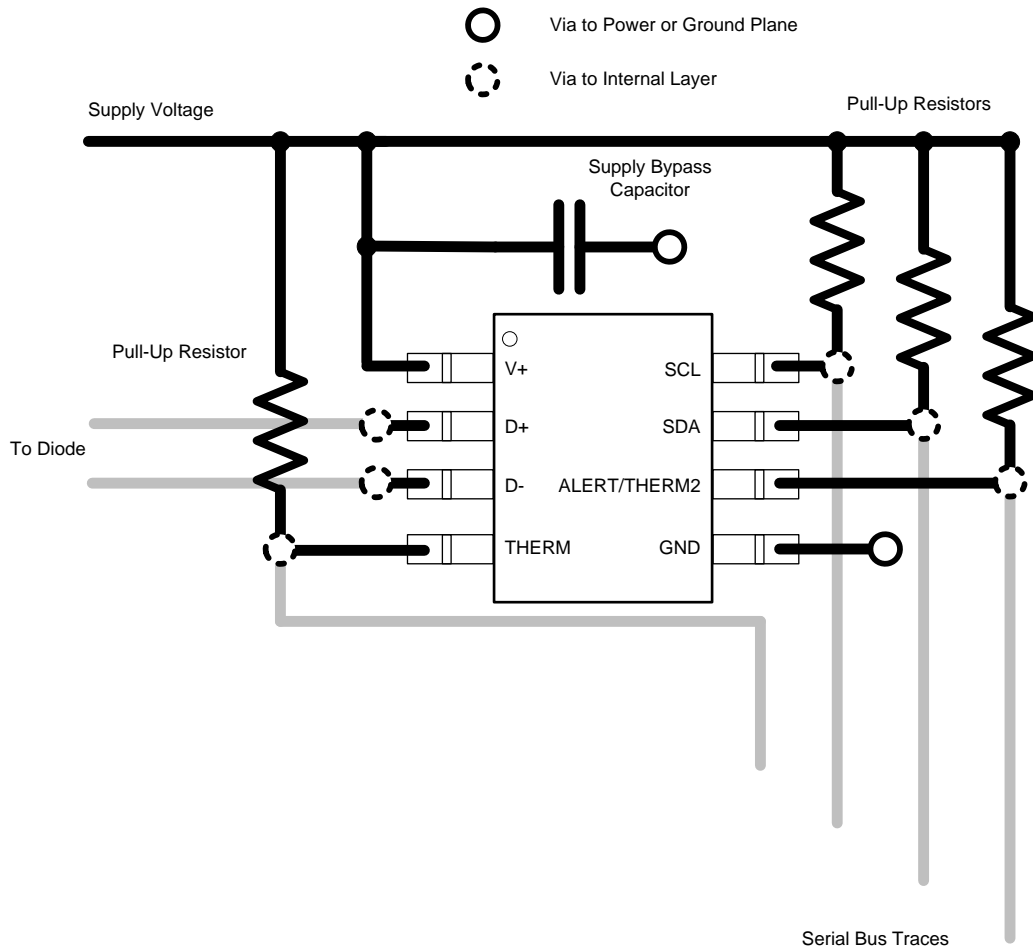 Via to Power or Ground Plane
Via to Internal Layer
Supply Voltage
Pull-Up Resistors
Supply Bypass
Capacitor
Pull-Up Resistor
V+
SCL
D+
SDA
To Diode
D-
ALERT/THERM2
THERM
GND
Serial Bus Traces